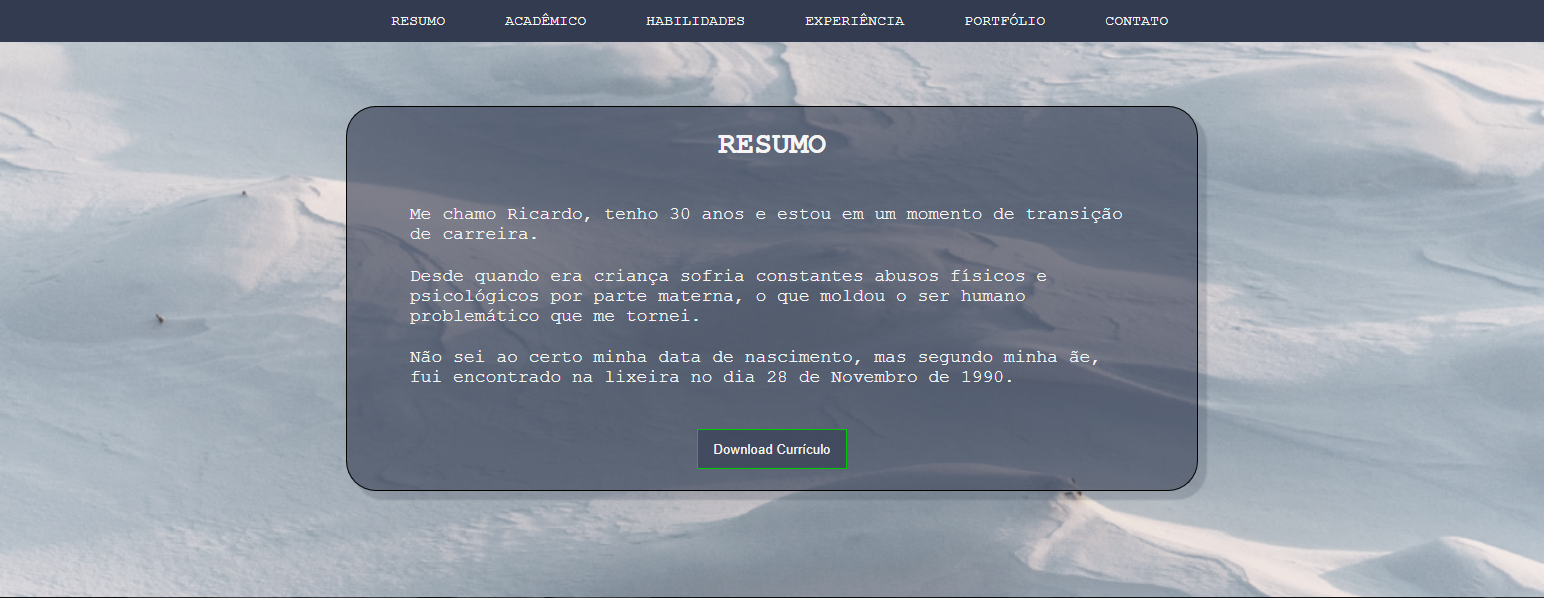 RESUMO ACADÊMICO HABILIDADES EXPERIÊNCIA PORTFÓLIO CONTATO
RESUMO
Me chamo Ricardo, tenho 30 anos e estou em um momento de transição
de carreira.
Desde quando era criança sofria constantes abusos físicos e
psicológicos por parte materna, o que moldou o ser humano
problemático que me tornei.
Não sei ao certo minha data de nascimento, mas segundo minha ãe,
fui encontrado na lixeira no dia 28 de Novembro de 1990.
Download Currículo